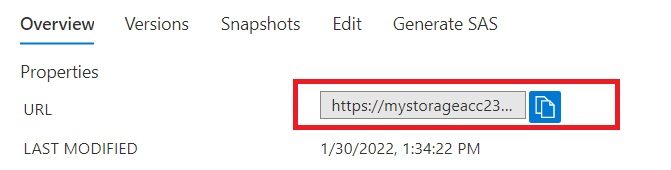 Overview Versions Snapshots Edit Generate SAS
Properties
URL https://mystorageacc23...
LAST MODIFIED 1/30/2022, 1:34:22 PM